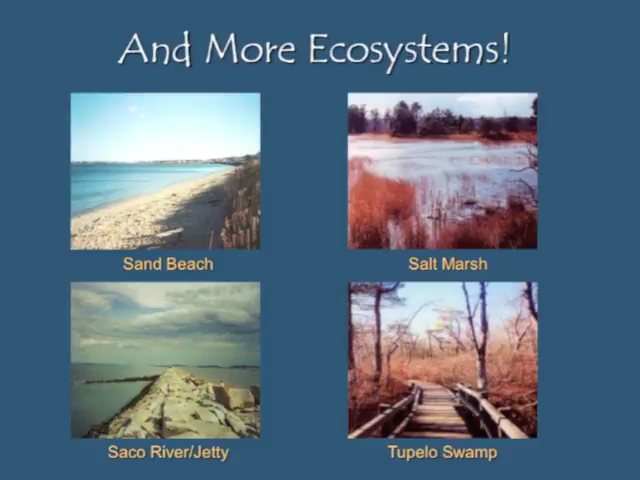 And More Ecosystems!
Sand Beach
Salt Marsh
Saco River/Jetty
Tupelo Swamp